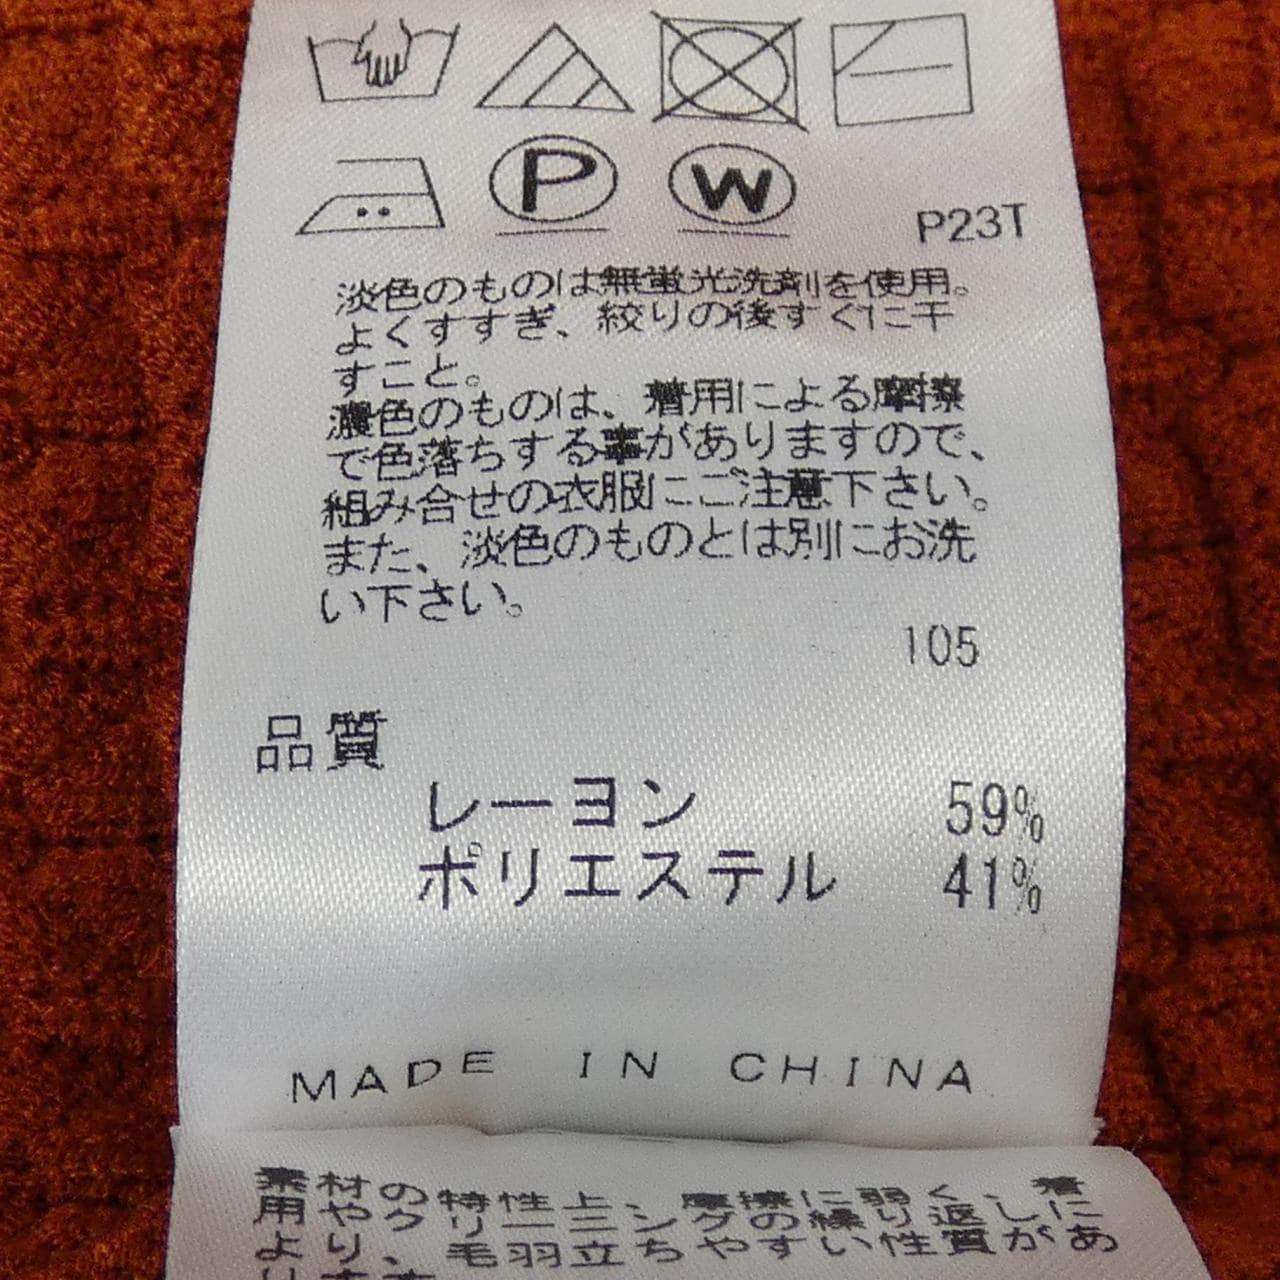 P
W
P23T
淡色のものは無蛍光洗剤を使用。
よくすすぎ、絞りの後すぐに干
すこと。
濃色のものは、着用による摩擦
で色落ちする事がありますので、
組み合せの衣服にご注意下さい。
また、淡色のものとは別にお洗
い下さい。
105
品質
レーヨン 59%
ポリエステル 41%
MADE IN CHINA
素材の特性上、摩擦に弱く、着
用やクリーニングの繰り返しに
より、毛羽立ちやすい性質があ